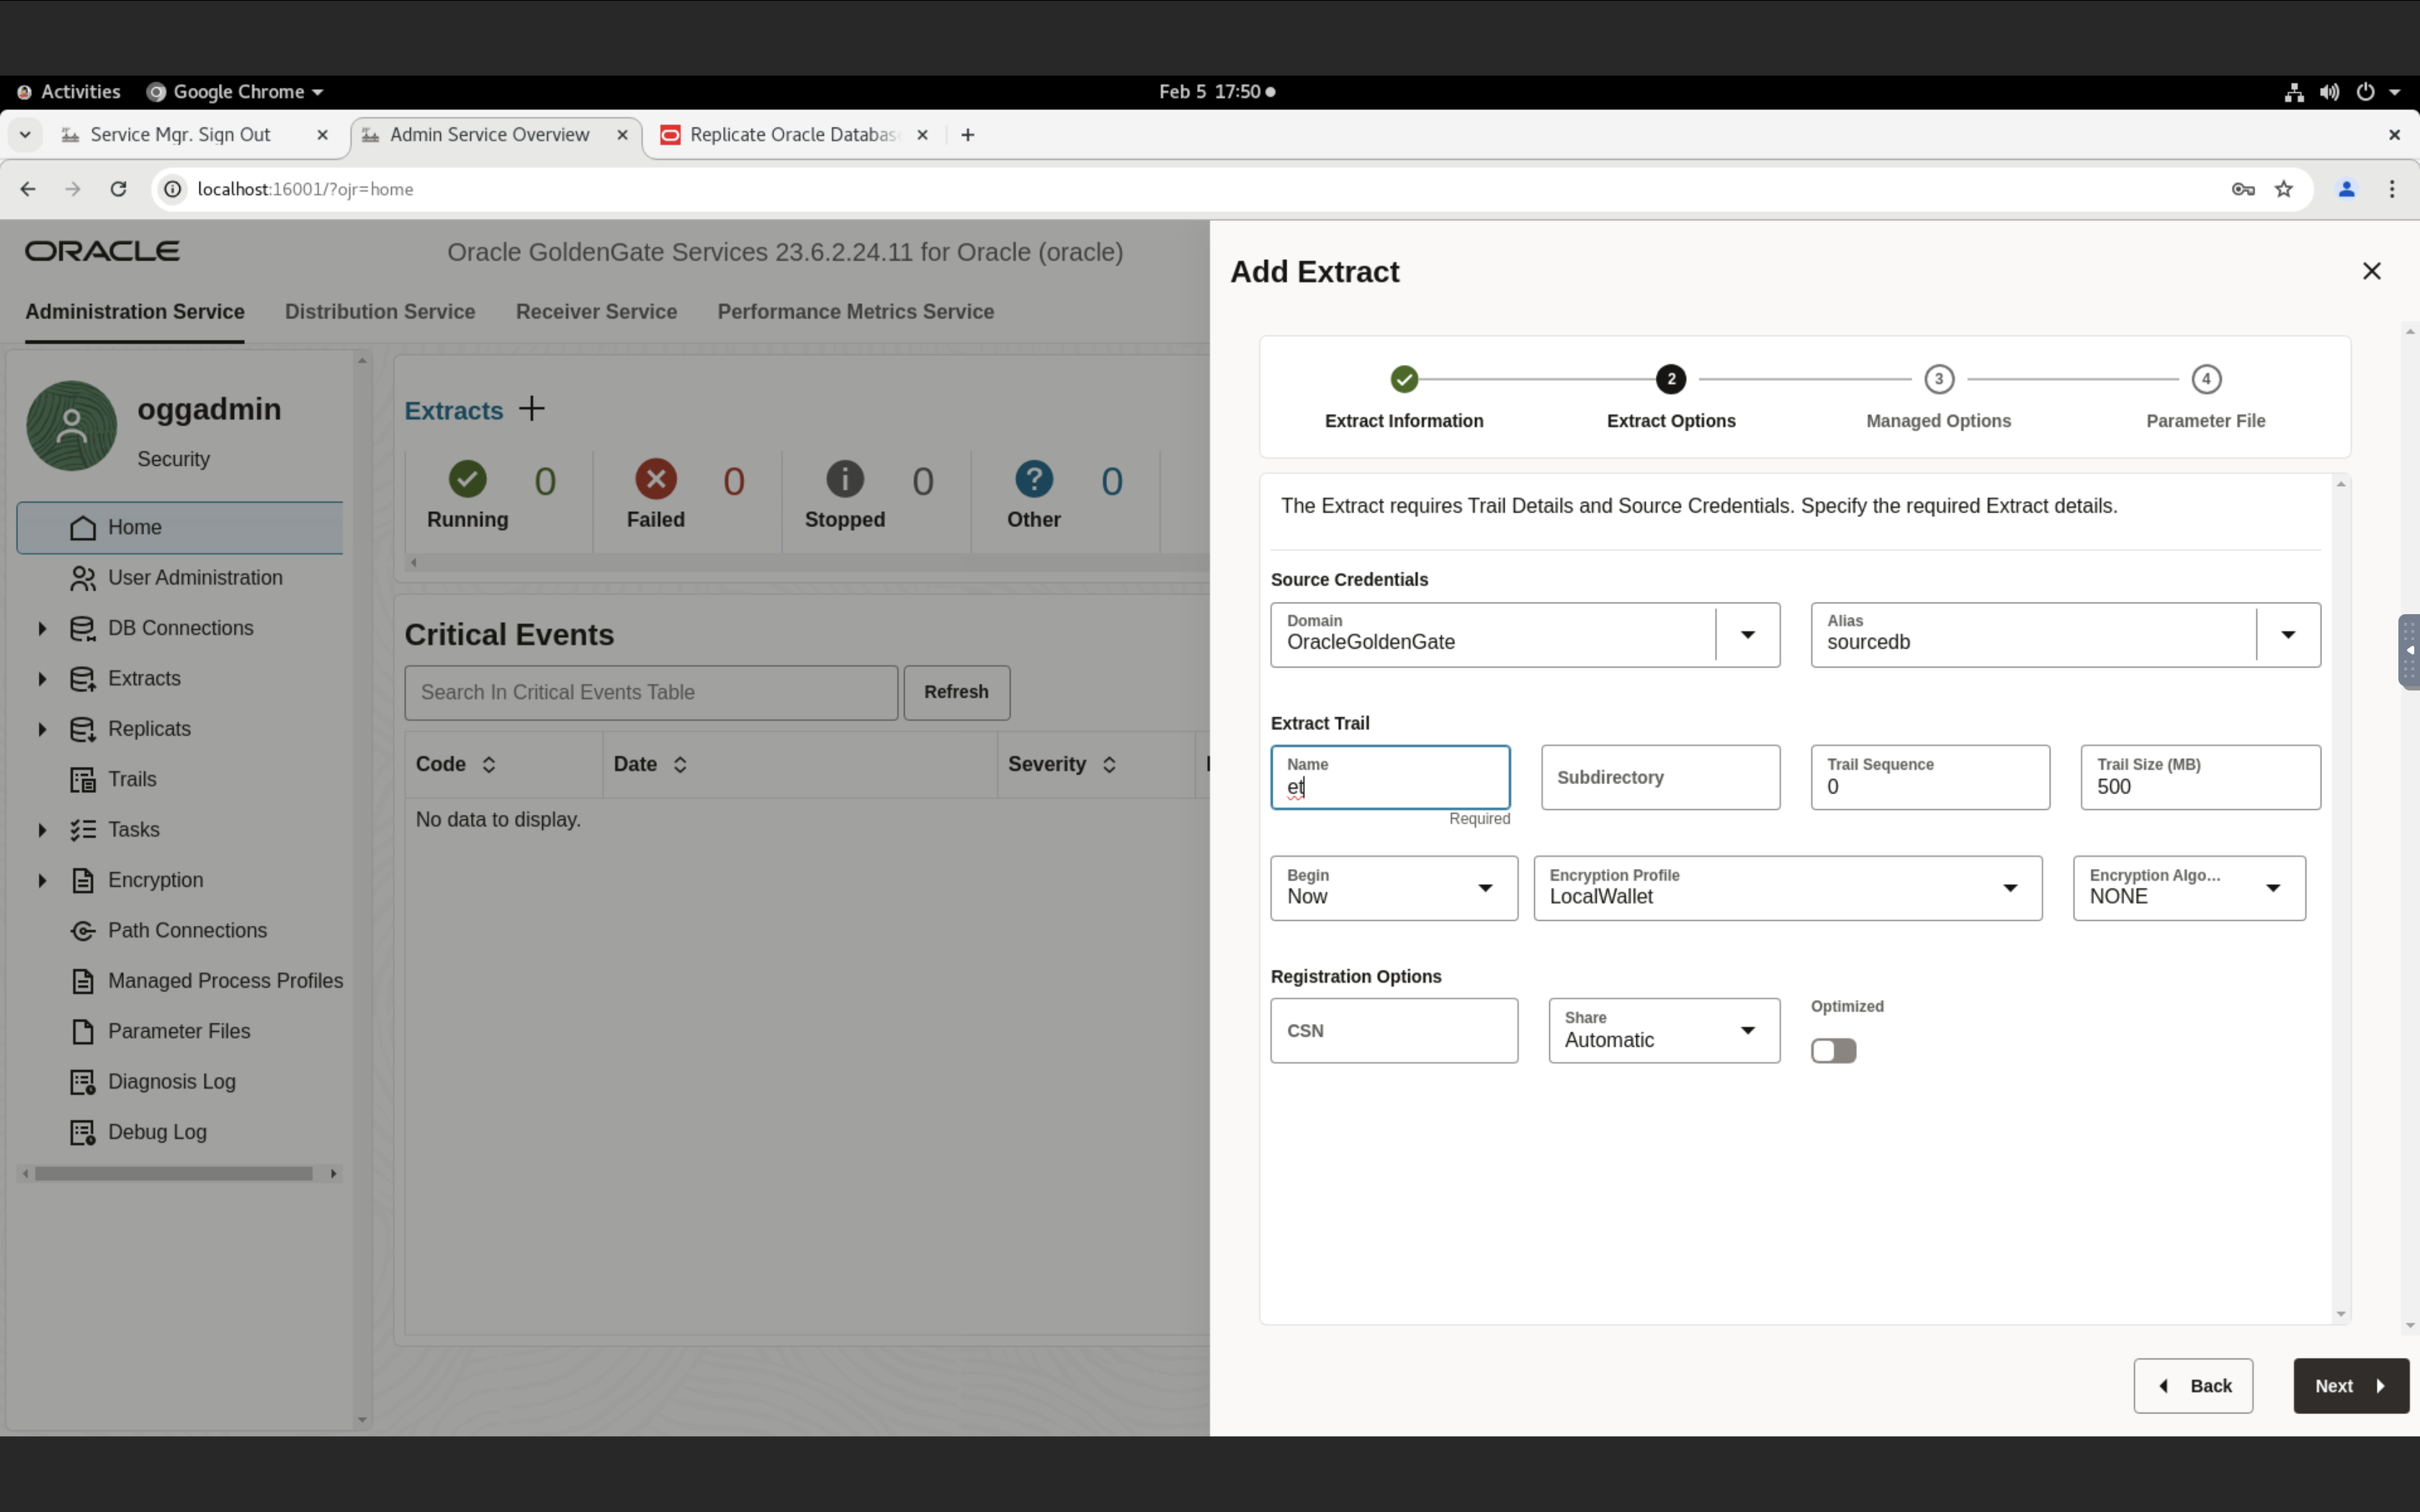 Activities Google Chrome Feb 5 17:50
Service Mgr. Sign Out Admin Service Overview Replicate Oracle Databas
localhost:16001/?ojr=home
ORACLE Oracle GoldenGate Services 23.6.2.24.11 for Oracle (oracle)
Administration Service Distribution Service Receiver Service Performance Metrics Service
oggadmin
Security
Home
User Administration
DB Connections
Extracts
Replicats
Trails
Tasks
Encryption
Path Connections
Managed Process Profiles
Parameter Files
Diagnosis Log
Debug Log
Extracts
0 0 0 0
Running Failed Stopped Other
Critical Events
Search In Critical Events Table Refresh
Code Date Severity
No data to display.
Add Extract
2 3 4
Extract Information Extract Options Managed Options Parameter File
The Extract requires Trail Details and Source Credentials. Specify the required Extract details.
Source Credentials
Domain Alias
OracleGoldenGate sourcedb
Extract Trail
Name Subdirectory Trail Sequence Trail Size (MB)
et 0 500
Required
Begin Encryption Profile Encryption Algo...
Now LocalWallet NONE
Registration Options
CSN Share Optimized
Automatic
Back Next